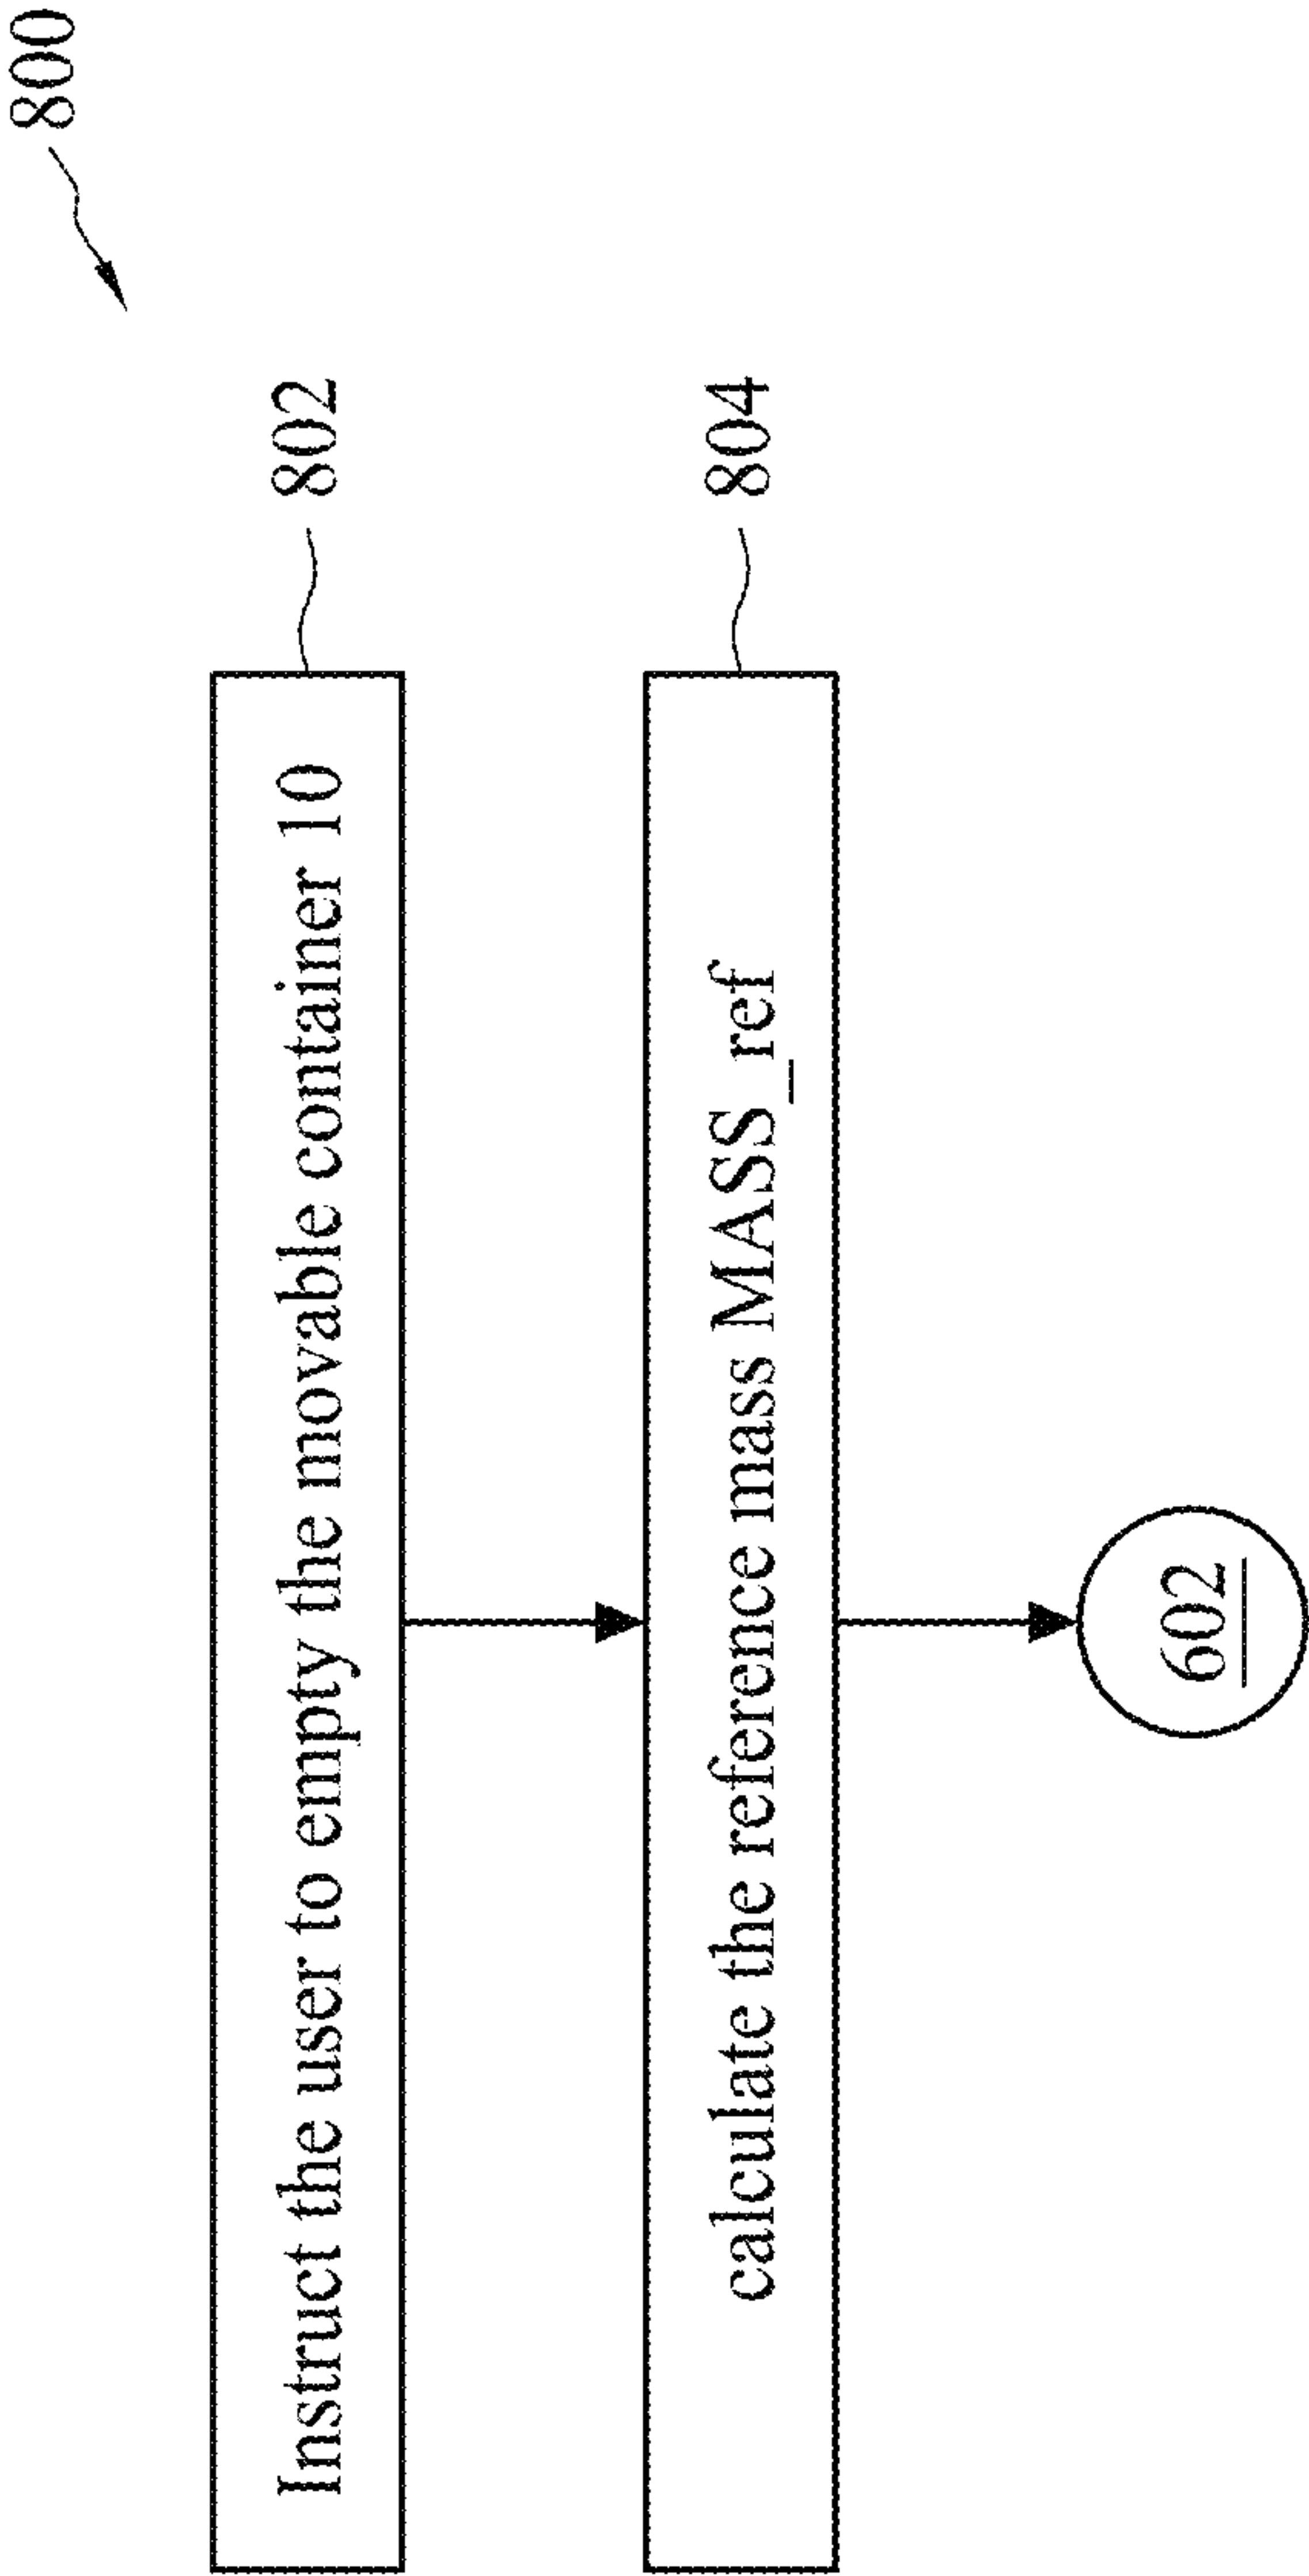 800
Instruct the user to empty the movable container 10
802
calculate the reference mass MASS_ref
804
602